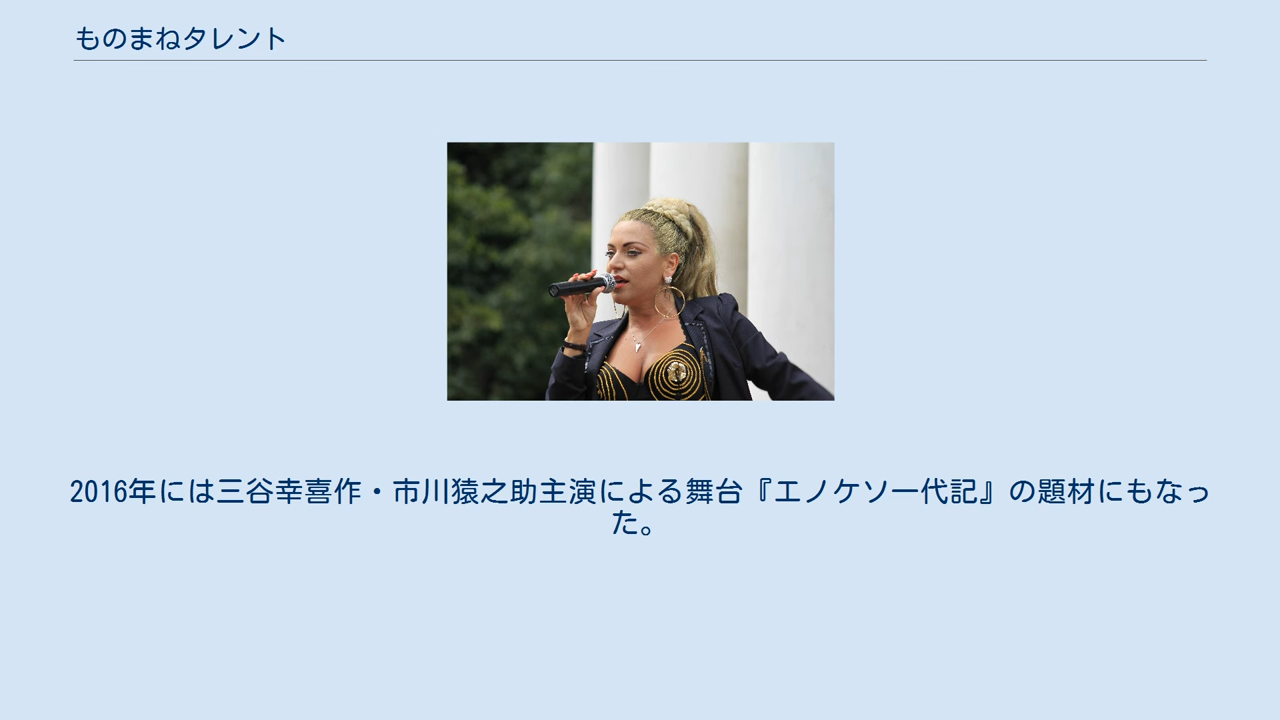 ものまねタレント
2016年には三谷幸喜作・市川猿之助主演による舞台『エノケソ一代記』の題材にもなっ
た。